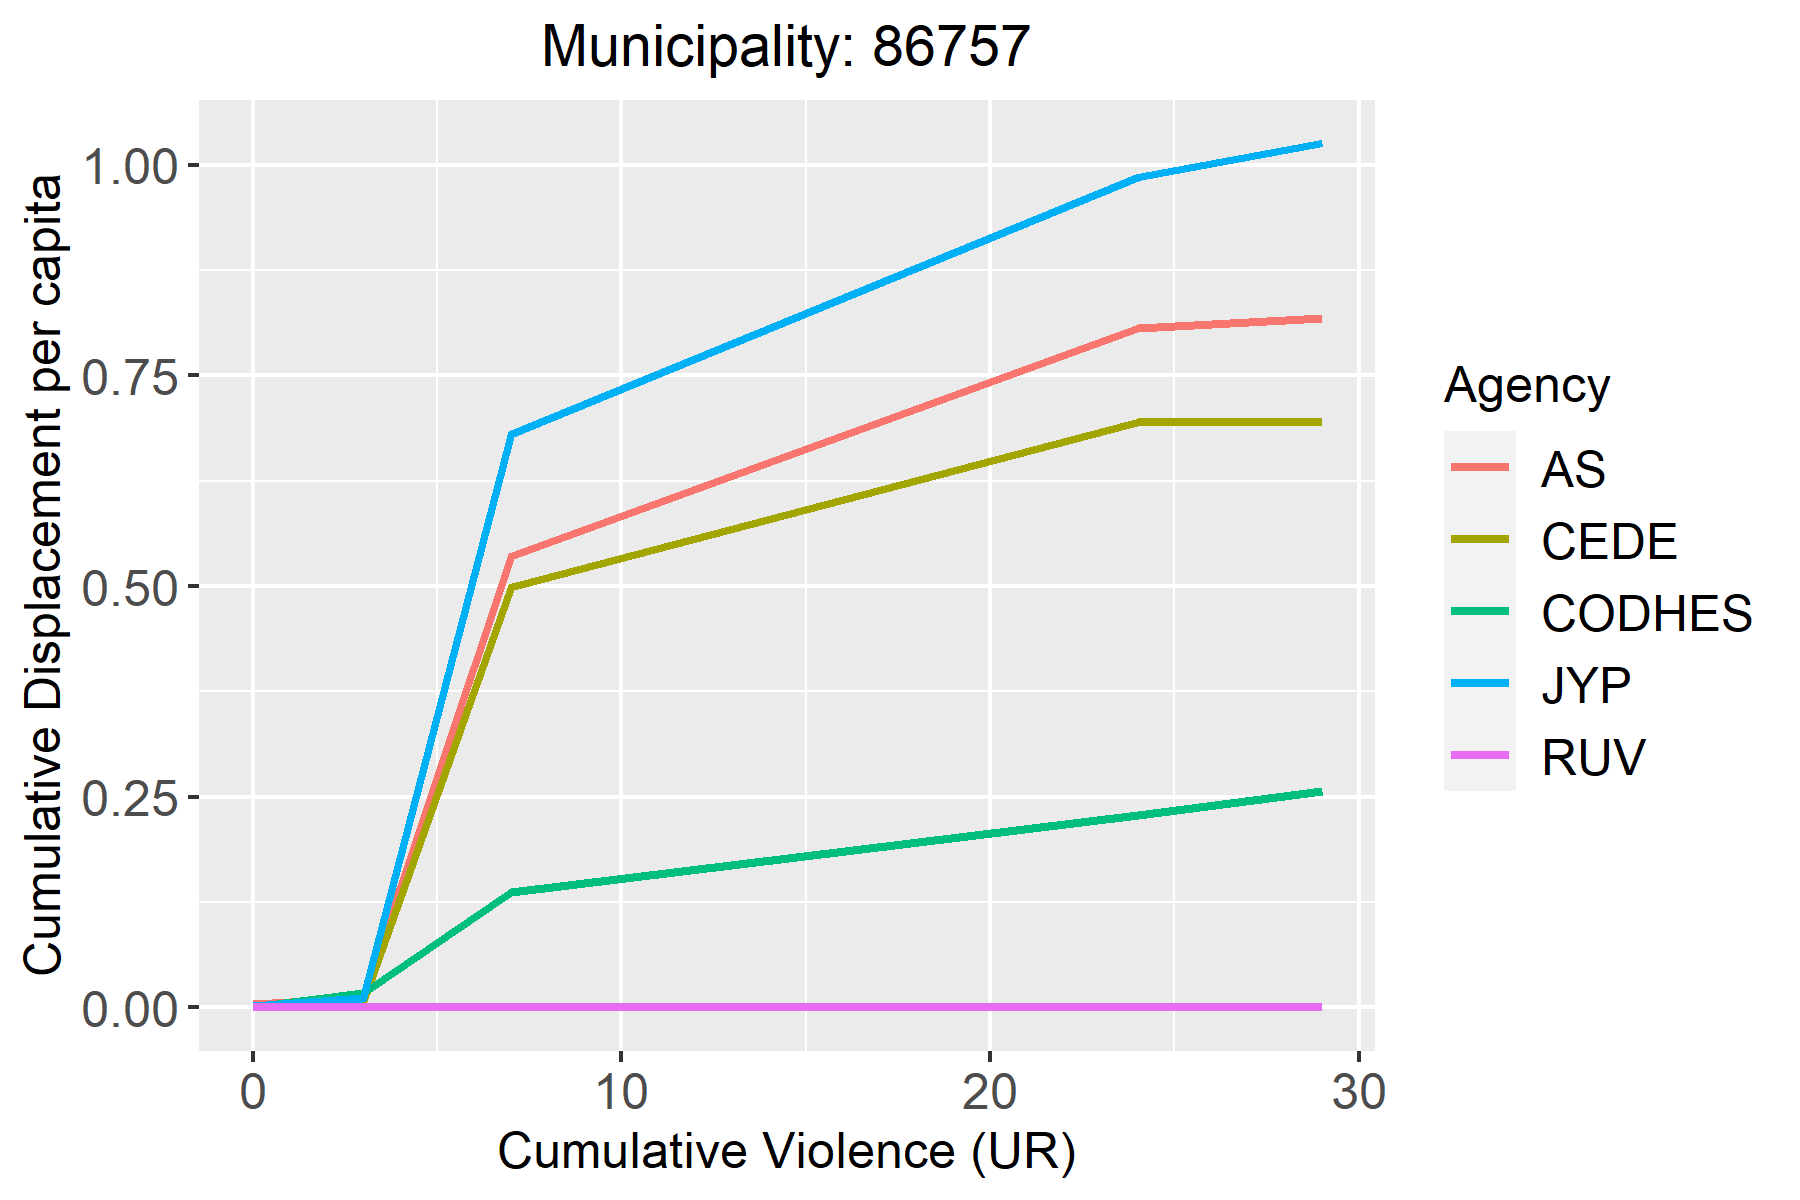 Municipality: 86757
Cumulative Displacement per capita
1.00
0.75
0.50
0.25
0.00
0
10
20
30
Cumulative Violence (UR)
Agency
AS
CEDE
CODHES
JYP
RUV